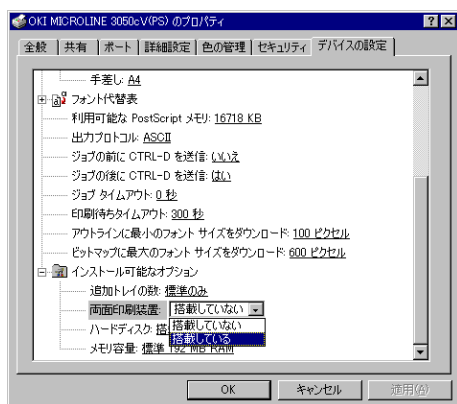 OKI MICROLINE 3050cV(PS) のプロパティ
全般 共有 ポート 詳細設定 色の管理 セキュリティ デバイスの設定
手差し: A4
フォント代替表
利用可能な PostScript メモリ: 16718 KB
出力プロトコル: ASCII
ジョブの前に CTRL-D を送信: いいえ
ジョブの後に CTRL-D を送信: はい
ジョブ タイムアウト: 0 秒
印刷待ちタイムアウト: 300 秒
アウトラインに最小のフォント サイズをダウンロード: 100 ピクセル
ビットマップに最大のフォント サイズをダウンロード: 600 ピクセル
インストール可能なオプション
追加トレイの数: 標準のみ
両面印刷装置: 搭載していない
搭載していない
ハードディスク: 搭
搭載している
メモリ容量: 標準 192 MB RAM
OK キャンセル 適用(A)